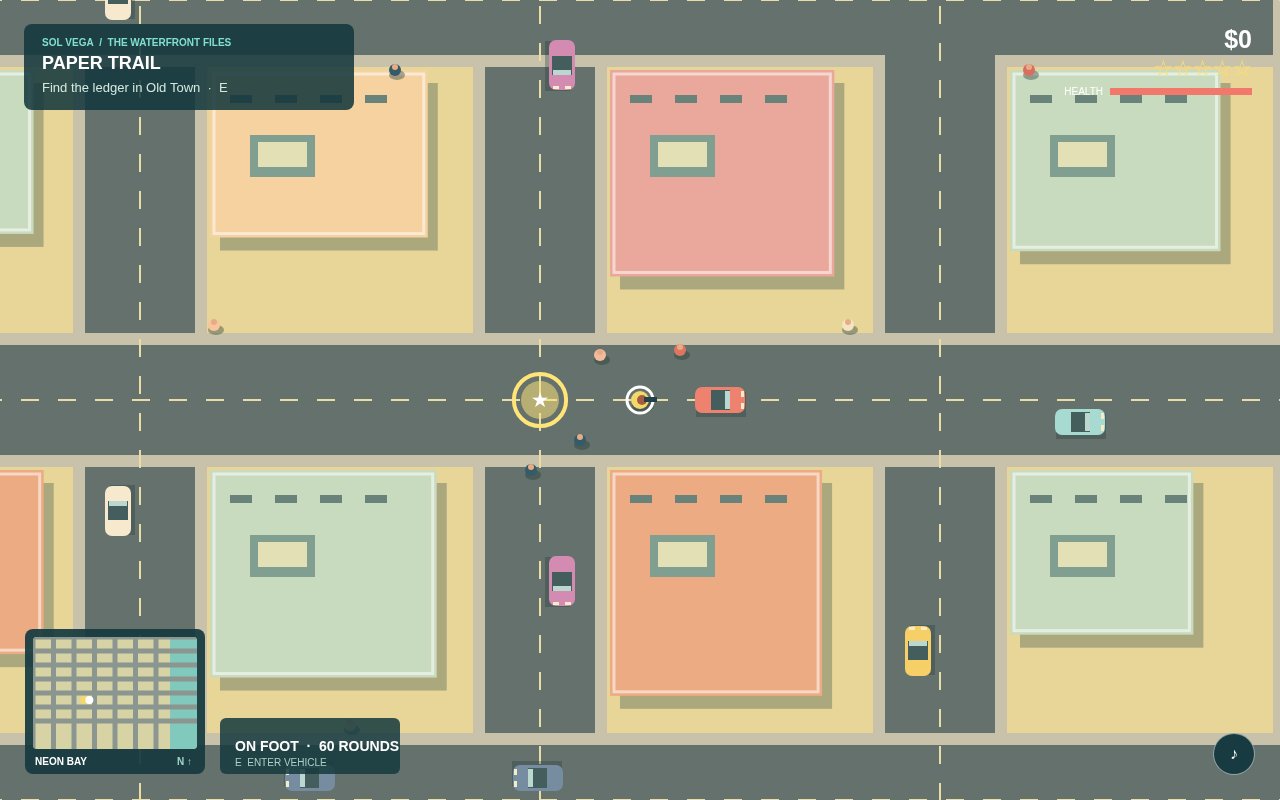 SOL VEGA / THE WATERFRONT FILES
PAPER TRAIL
Find the ledger in Old Town · E
$0
HEALTH
ON FOOT · 60 ROUNDS
E ENTER VEHICLE
NEON BAY
N ↑